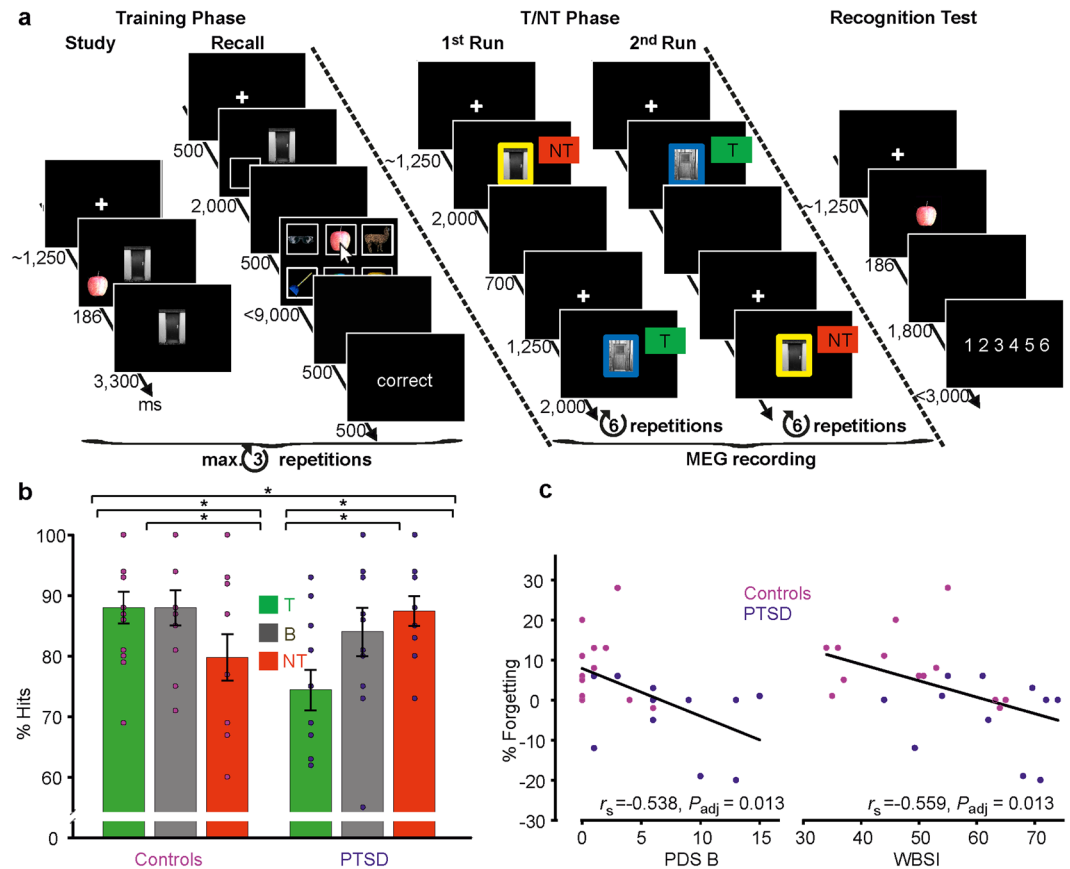 a
Training Phase
T/NT Phase
Recognition Test
Study
Recall
1st Run
2nd Run
500
2,000
500
<9,000
500
correct
500
~1,250
186
3,300
ms
max. 3 repetitions
~1,250
NT
2,000
700
1,250
T
2,000
6 repetitions
T
NT
6 repetitions
MEG recording
~1,250
186
1,800
1 2 3 4 5 6
<3,000
b
* 
* *
* *
100
90
80
70
60
0
% Hits
T
B
NT
Controls
PTSD
c
30
20
10
0
-10
-20
-30
% Forgetting
Controls
PTSD
rs=-0.538, Padj = 0.013
rs=-0.559, Padj = 0.013
0 5 10 15
30 40 50 60 70
PDS B
WBSI